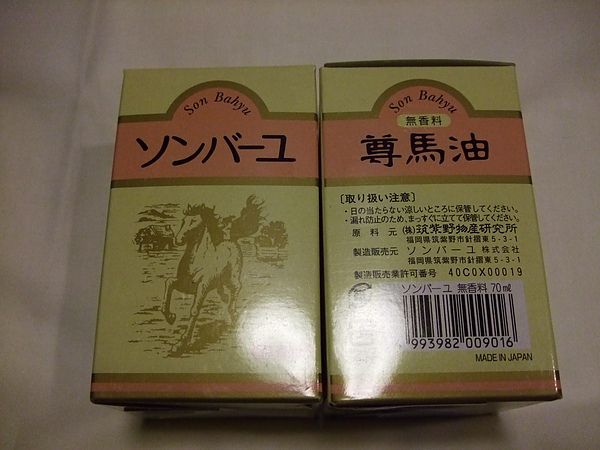 Son Bahyu
ソンバーユ
Son Bahyu
無香料
尊馬油
〔取り扱い注意〕
・日の当たらない涼しいところに保管してください。
・漏れ防止のため、まっすぐに立てて保管してください。
原料元 (株)筑紫野物産研究所
福岡県筑紫野市針摺東5-3-1
製造販売元 ソンバーユ株式会社
福岡県筑紫野市針摺東5-3-1
製造販売業許可番号 40C0X00019
ソンバーユ 無香料 70㎖
4 993982 009016
MADE IN JAPAN